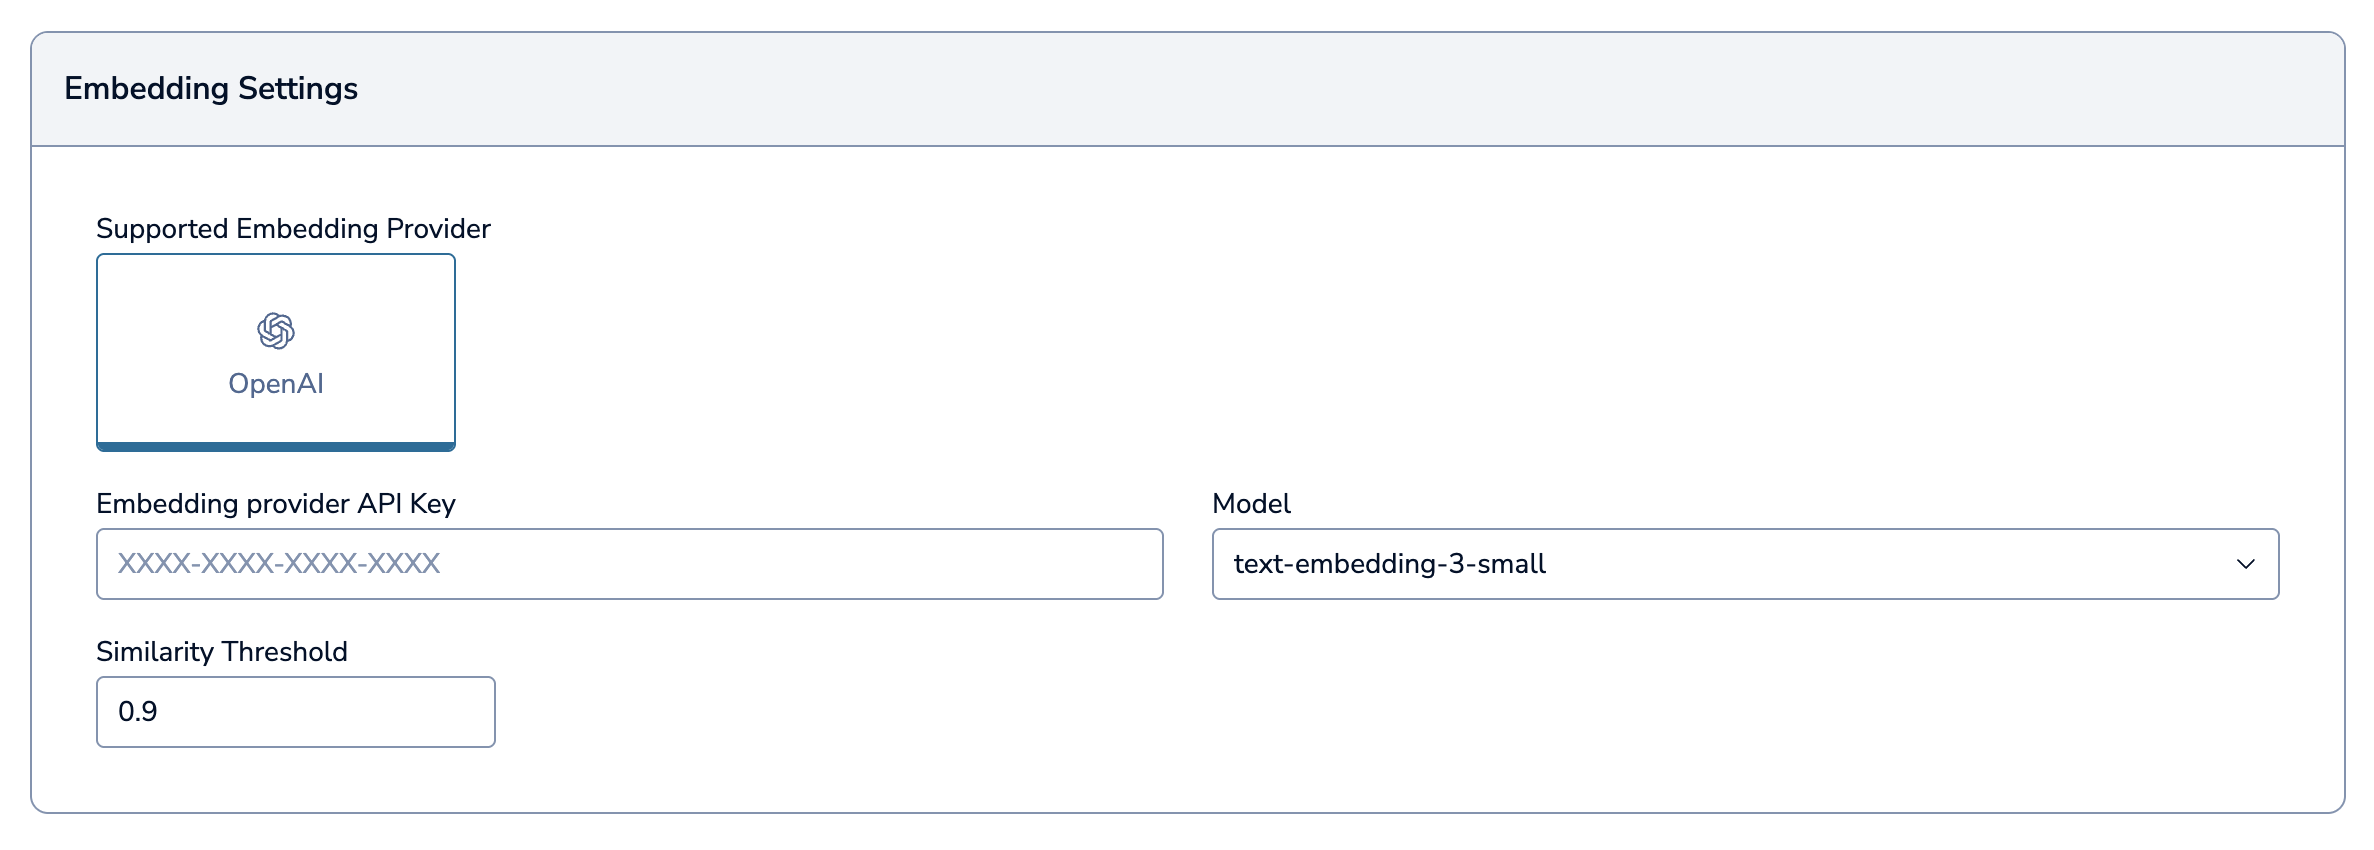 Embedding Settings
Supported Embedding Provider
OpenAI
Embedding provider API Key
Model
XXXX-XXXX-XXXX-XXXX
text-embedding-3-small
Similarity Threshold
0.9